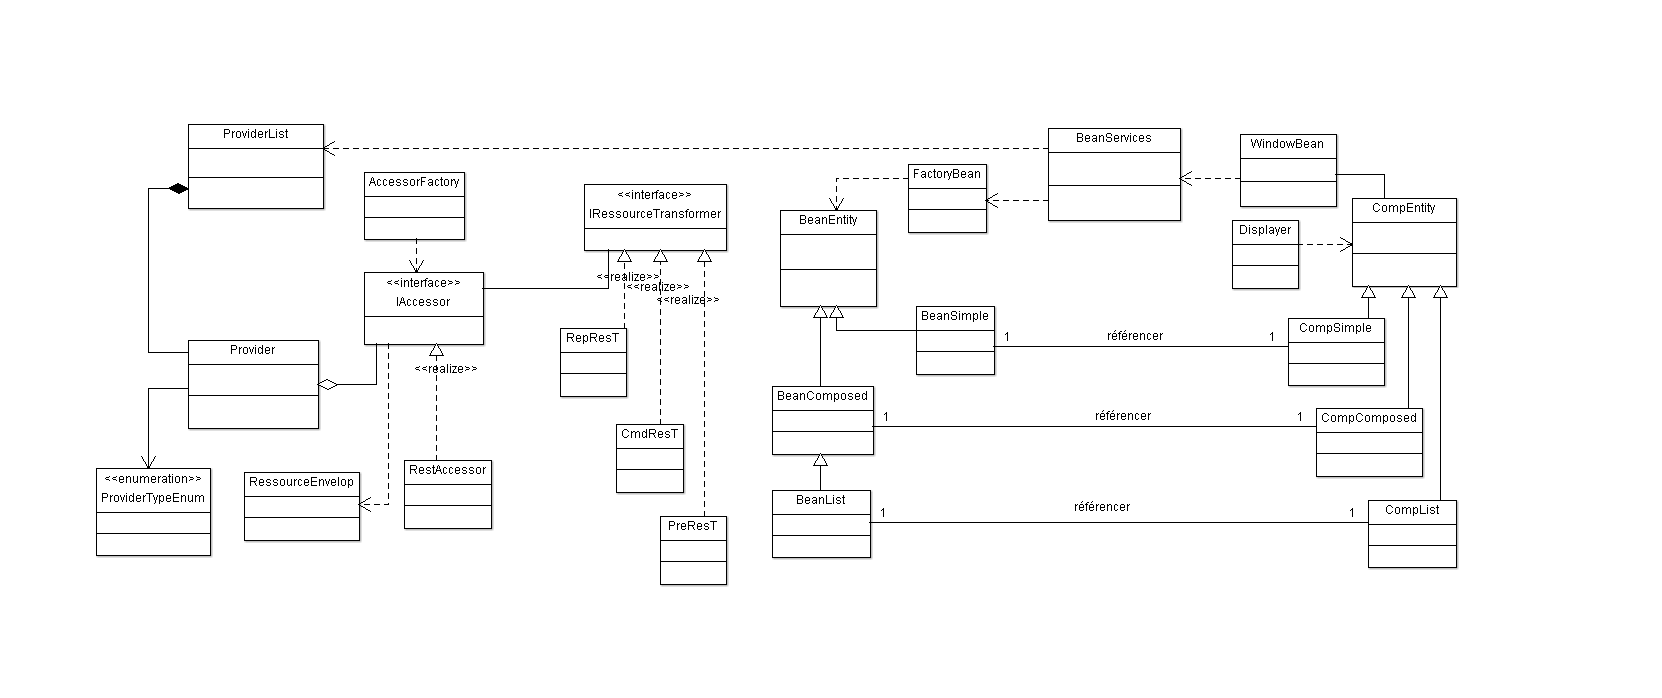 ProviderList
BeanServices
WindowBean
AccessorFactory
FactoryBean
<<interface>>
IRessourceTransformer
BeanEntity
CompEntity
Displayer
<<interface>>
IAccessor
<<realize>>
<<realize>>
<<realize>>
BeanSimple
1
référencer
1
CompSimple
RepResT
Provider
<<realize>>
BeanComposed
1
référencer
1
CompComposed
CmdResT
<<enumeration>>
ProviderTypeEnum
RessourceEnvelop
RestAccessor
BeanList
1
référencer
1
CompList
PreResT